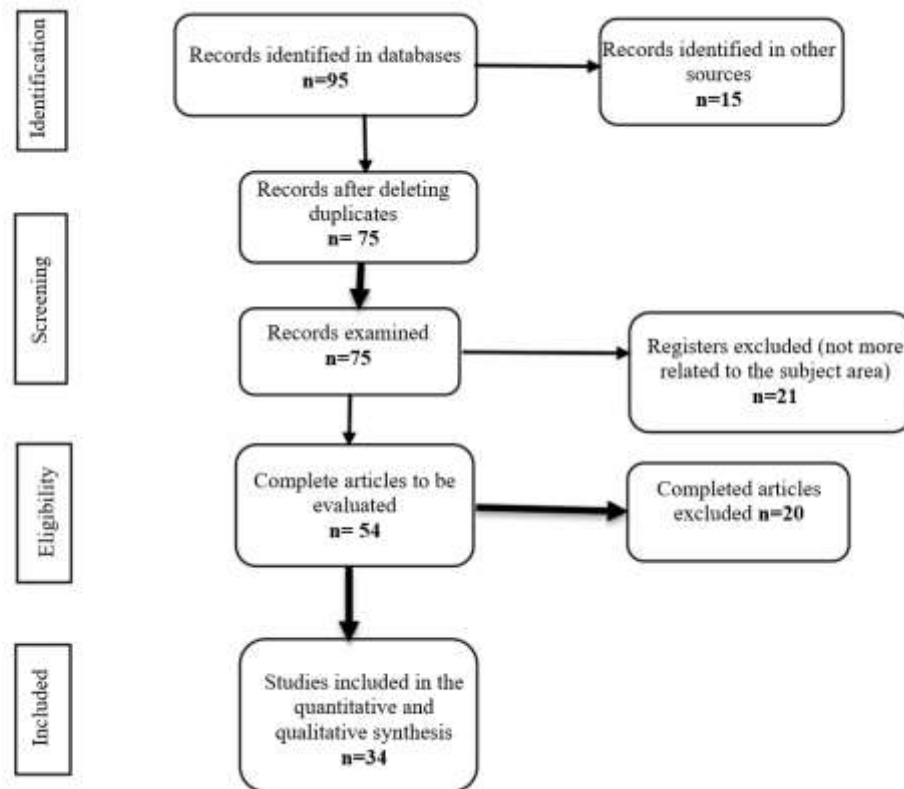 Identification
Records identified in databases
n=95
Records identified in other
sources
n=15
Screening
Records after deleting
duplicates
n= 75
Records examined
n=75
Registers excluded (not more
related to the subject area)
n=21
Eligibility
Complete articles to be
evaluated
n= 54
Completed articles
excluded n=20
Included
Studies included in the
quantitative and
qualitative synthesis
n=34